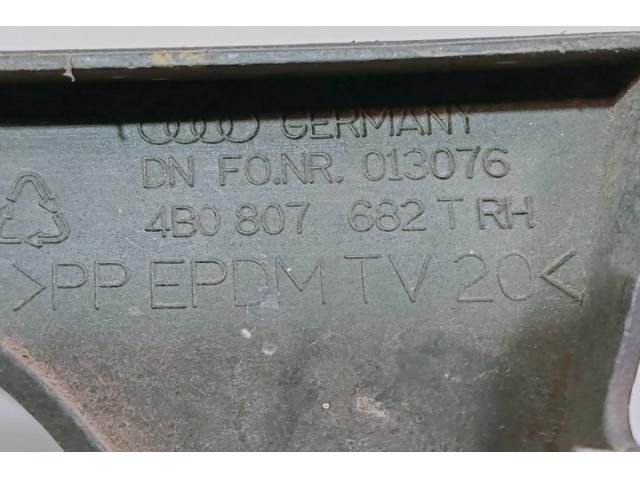 GERMANY
DN FO.NR. 013076
4B0 807 682 T RH
>PP EPDM TV 20<